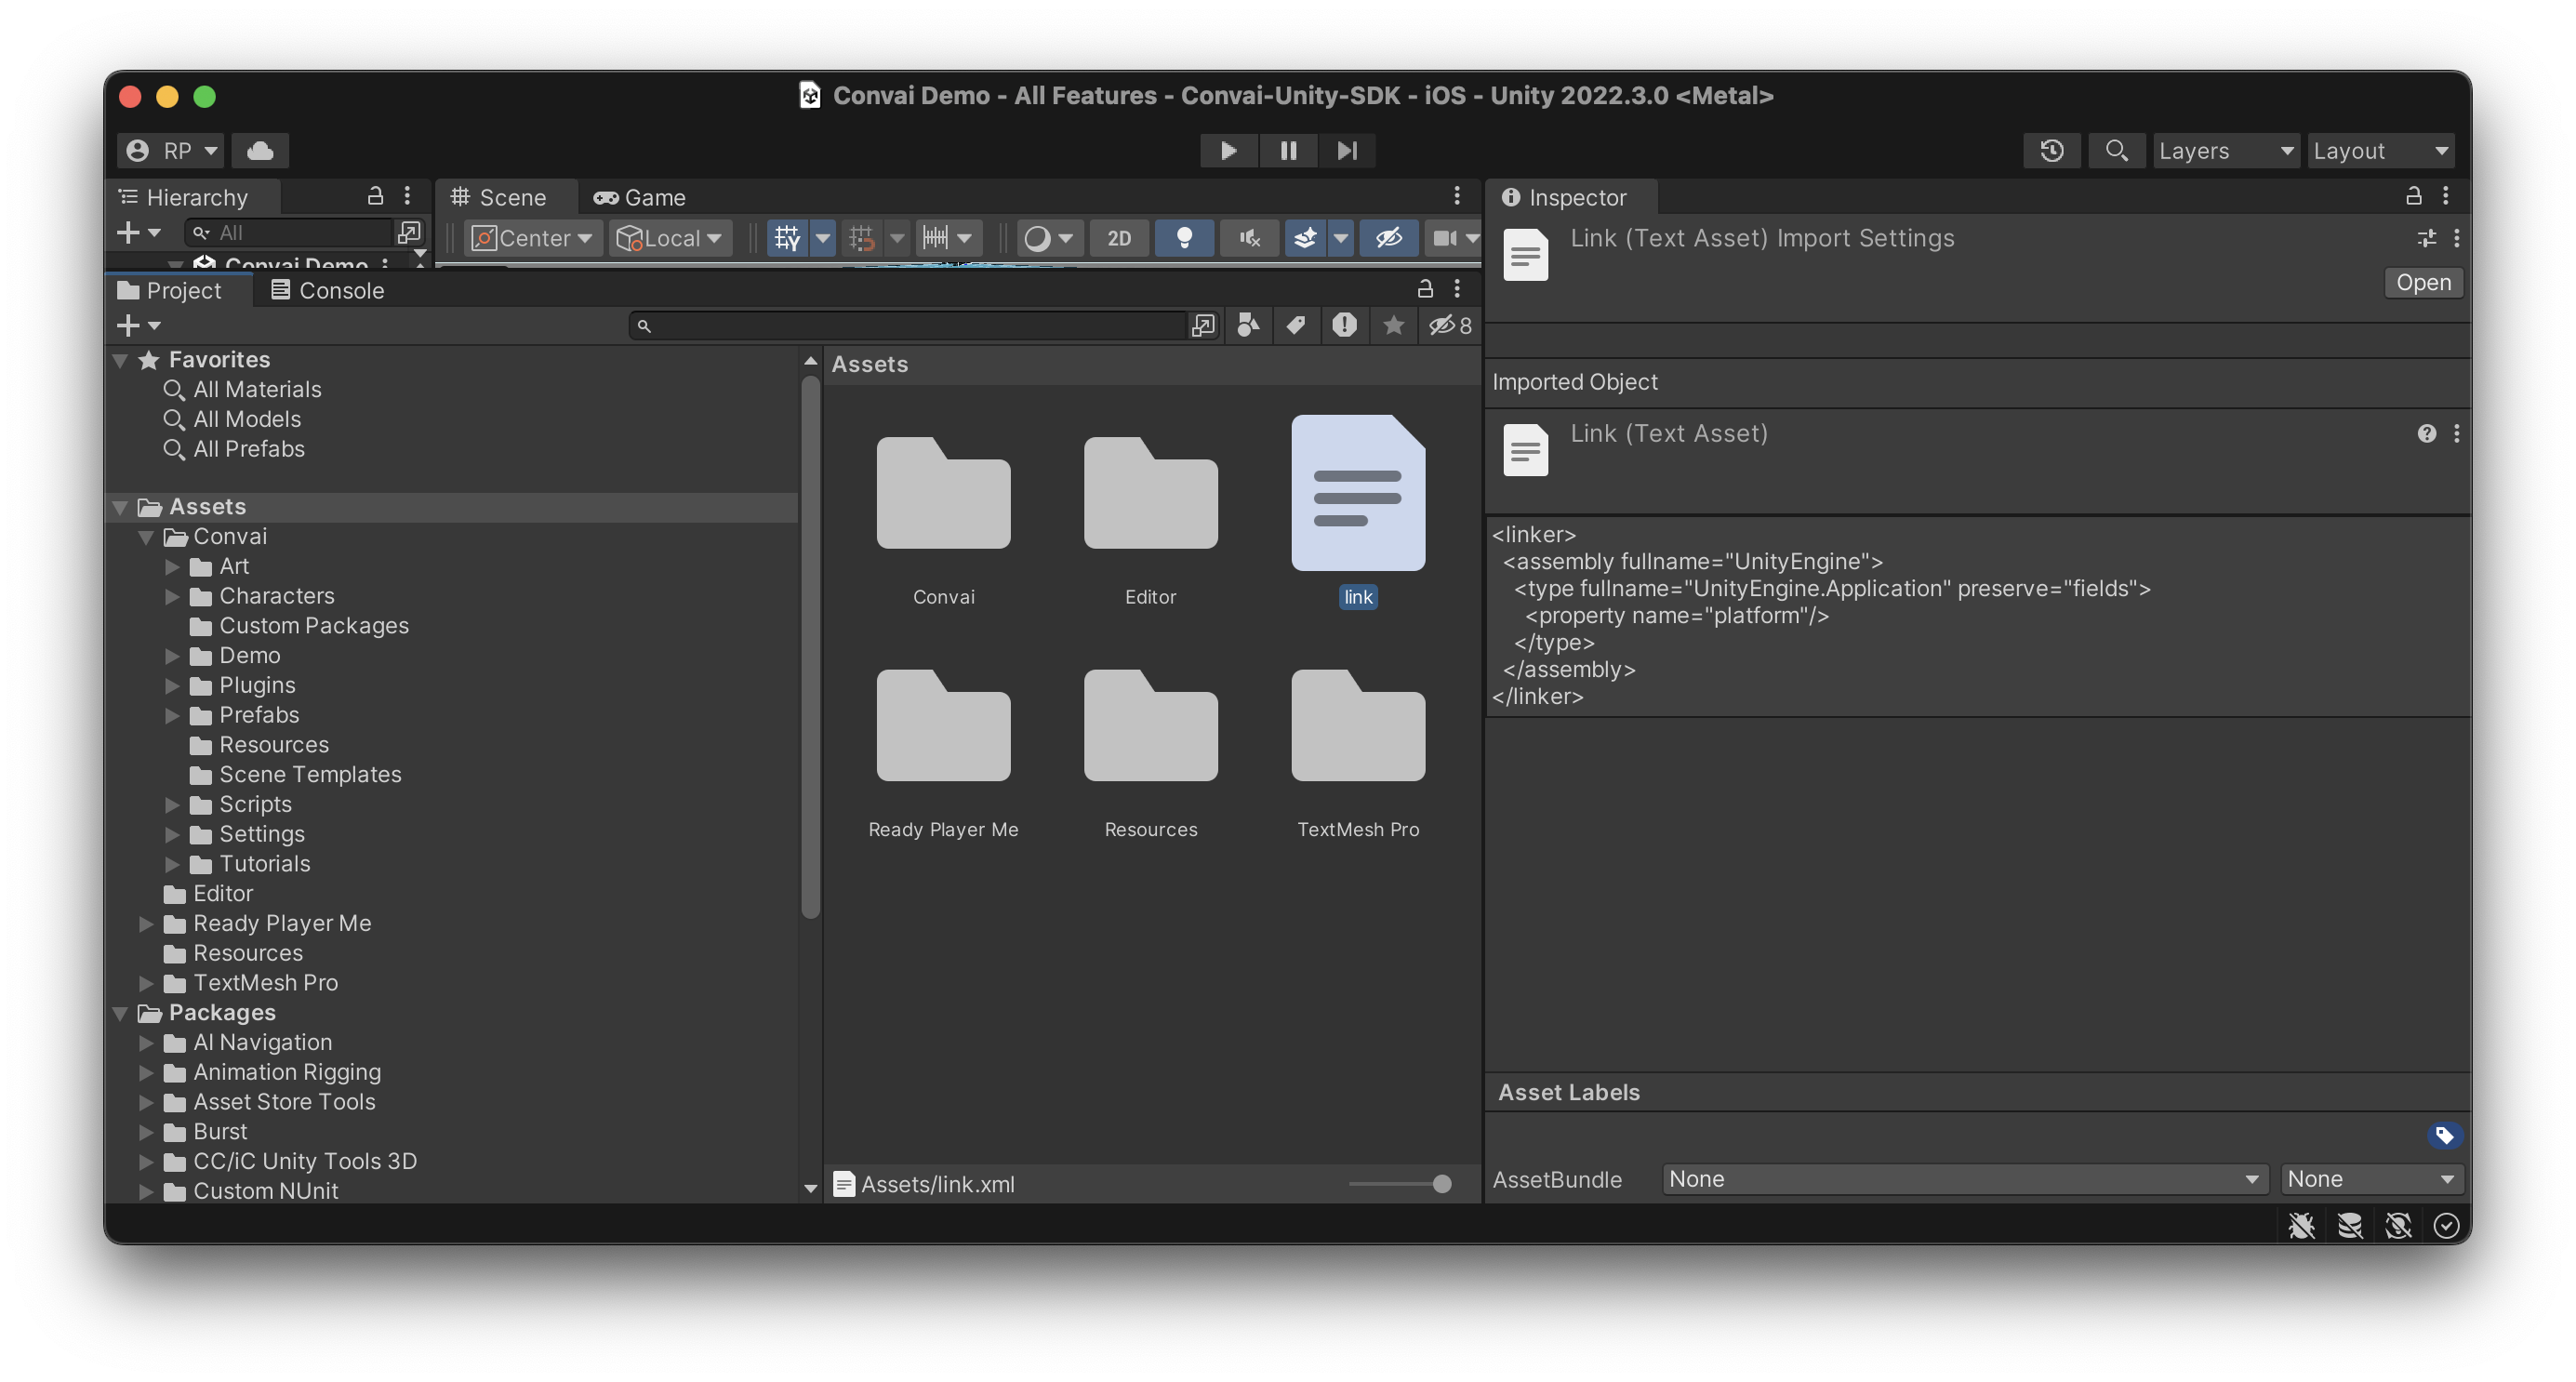 Convai Demo - All Features - Convai-Unity-SDK - iOS - Unity 2022.3.0 <Metal>
RP
Layers
Layout
Hierarchy
All
Convai Demo
Scene
Game
Center
Local
2D
Project
Console
8
Favorites
All Materials
All Models
All Prefabs
Assets
Convai
Art
Characters
Custom Packages
Demo
Plugins
Prefabs
Resources
Scene Templates
Scripts
Settings
Tutorials
Editor
Ready Player Me
Resources
TextMesh Pro
Packages
AI Navigation
Animation Rigging
Asset Store Tools
Burst
CC/iC Unity Tools 3D
Custom NUnit
Assets
Convai
Editor
link
Ready Player Me
Resources
TextMesh Pro
Assets/link.xml
Inspector
Link (Text Asset) Import Settings
Open
Imported Object
Link (Text Asset)
<linker>
<assembly fullname="UnityEngine">
<type fullname="UnityEngine.Application" preserve="fields">
<property name="platform"/>
</type>
</assembly>
</linker>
Asset Labels
AssetBundle
None
None